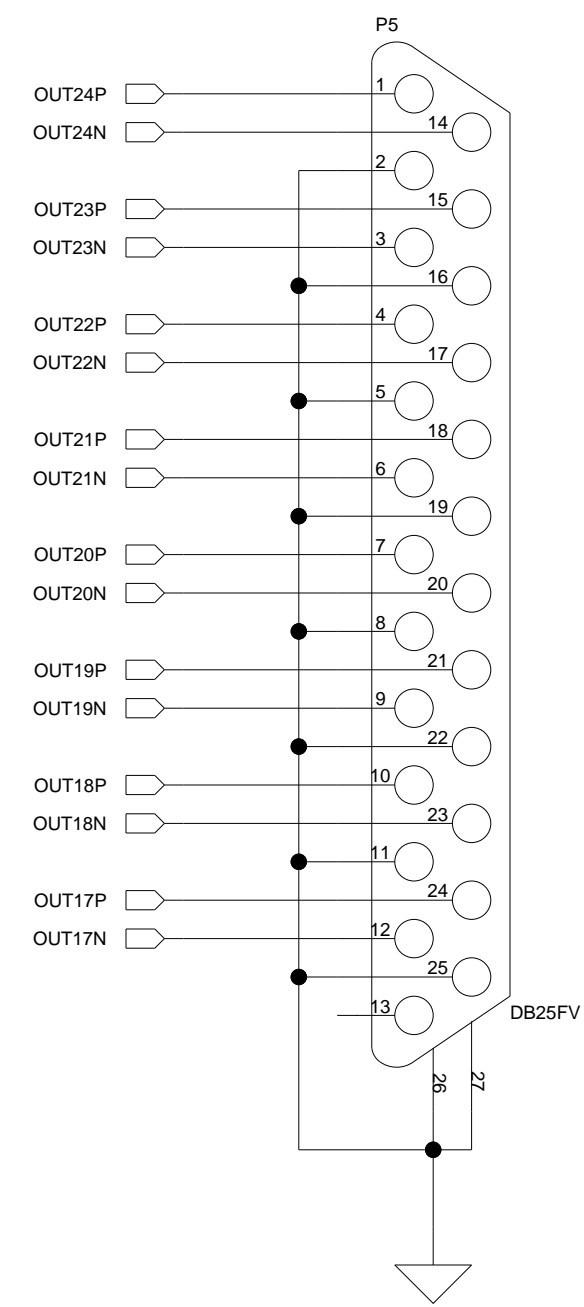 P5
OUT24P 1
OUT24N 14
2
OUT23P 15
OUT23N 3
16
OUT22P 4
OUT22N 17
5
OUT21P 18
OUT21N 6
19
OUT20P 7
OUT20N 20
8
OUT19P 21
OUT19N 9
22
OUT18P 10
OUT18N 23
11
OUT17P 24
OUT17N 12
25
13 DB25FV
26 27